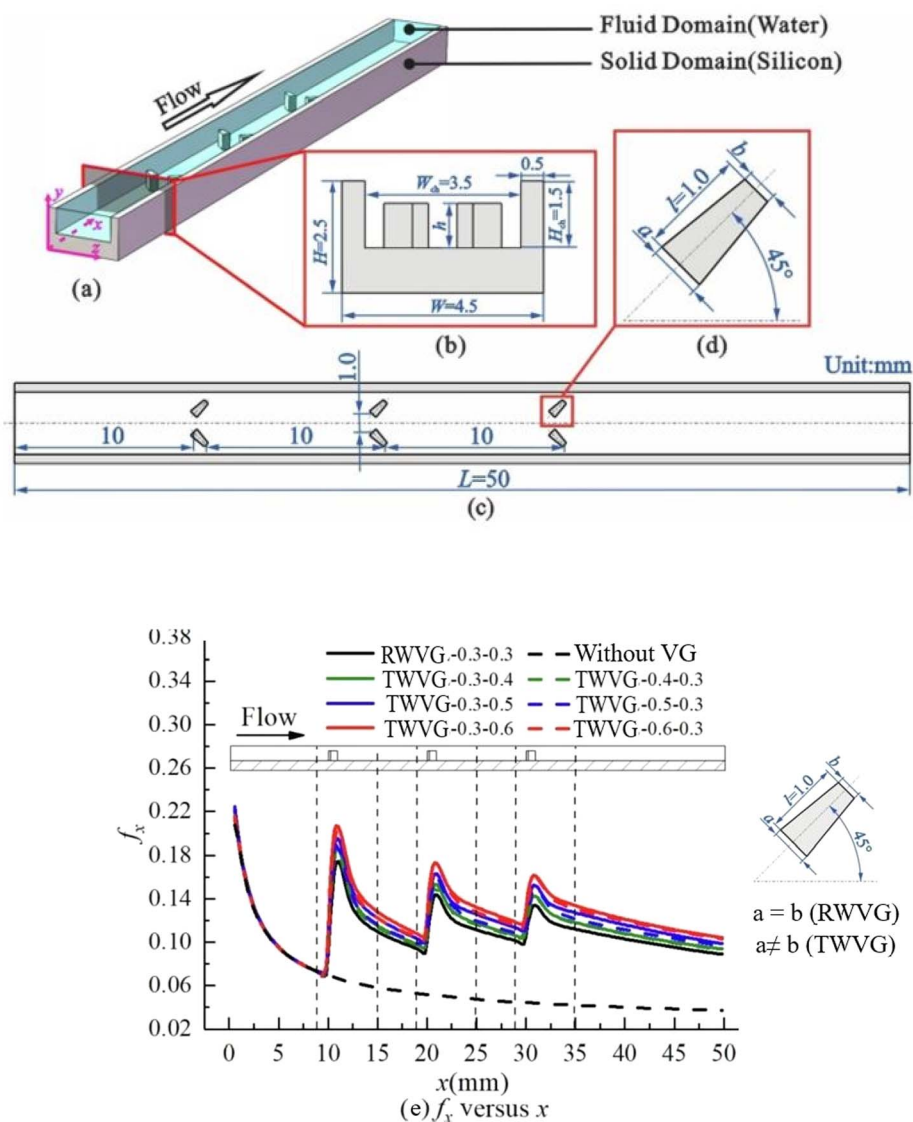 Fluid Domain(Water)
Solid Domain(Silicon)
Flow
y
x
z
(a)
0.5
W_ch=3.5
h
H_ch=1.5
H=2.5
W=4.5
(b)
b
l=1.0
a
45°
(d)
Unit:mm
1.0
10
10
10
L=50
(c)
0.38
0.34
0.30
0.26
0.22
0.18
0.14
0.10
0.06
0.02
f_x
RWVG.-0.3-0.3
Without VG
TWVG-0.3-0.4
TWVG-0.4-0.3
TWVG-0.3-0.5
TWVG-0.5-0.3
TWVG-0.3-0.6
TWVG-0.6-0.3
Flow
b
l=1.0
a
45°
a = b (RWVG)
a≠ b (TWVG)
0 5 10 15 20 25 30 35 40 45 50
x(mm)
(e) f_x versus x